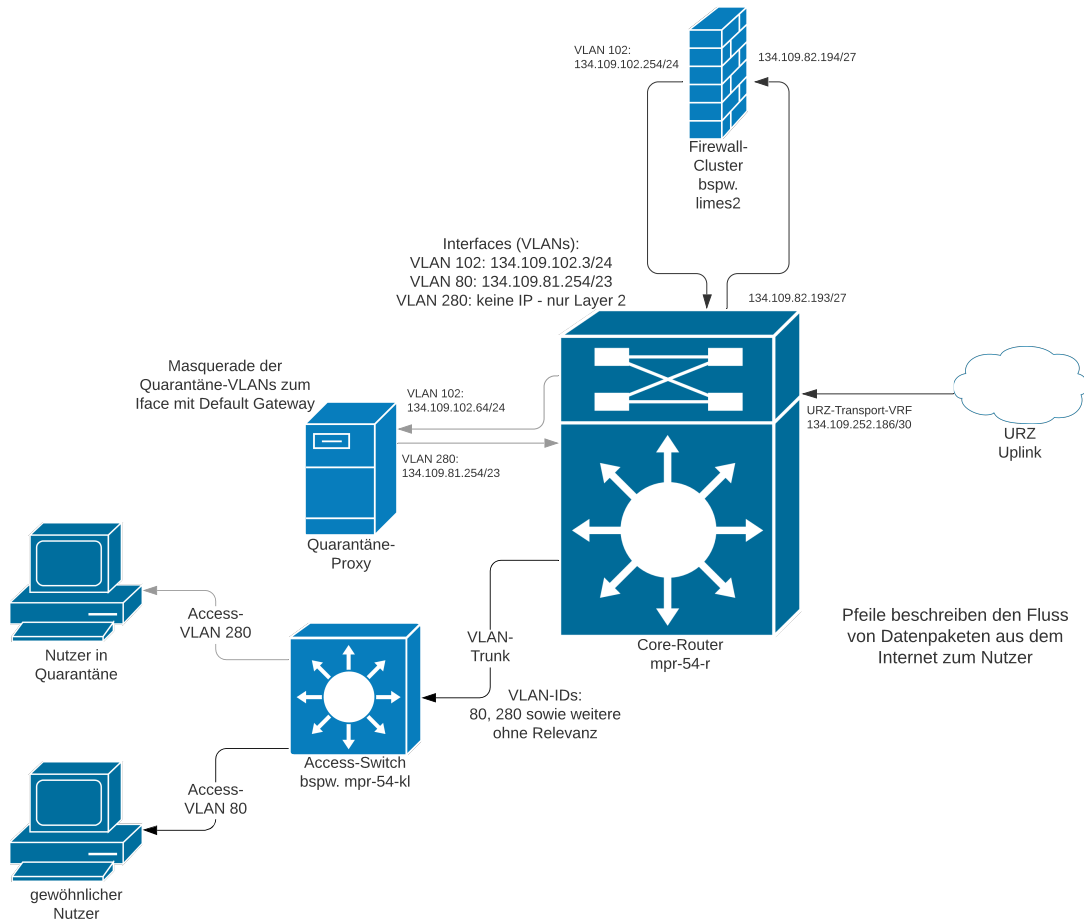 VLAN 102:
134.109.102.254/24
134.109.82.194/27
Firewall-
Cluster
bspw.
limes2
Interfaces (VLANs):
VLAN 102: 134.109.102.3/24
VLAN 80: 134.109.81.254/23
VLAN 280: keine IP - nur Layer 2
134.109.82.193/27
Masquerade der
Quarantäne-VLANs zum
Iface mit Default Gateway
VLAN 102:
134.109.102.64/24
VLAN 280:
134.109.81.254/23
Quarantäne-
Proxy
URZ-Transport-VRF
134.109.252.186/30
URZ
Uplink
Access-
VLAN 280
Nutzer in
Quarantäne
VLAN-
Trunk
VLAN-IDs:
80, 280 sowie weitere
ohne Relevanz
Core-Router
mpr-54-r
Pfeile beschreiben den Fluss
von Datenpaketen aus dem
Internet zum Nutzer
Access-Switch
bspw. mpr-54-kl
Access-
VLAN 80
gewöhnlicher
Nutzer